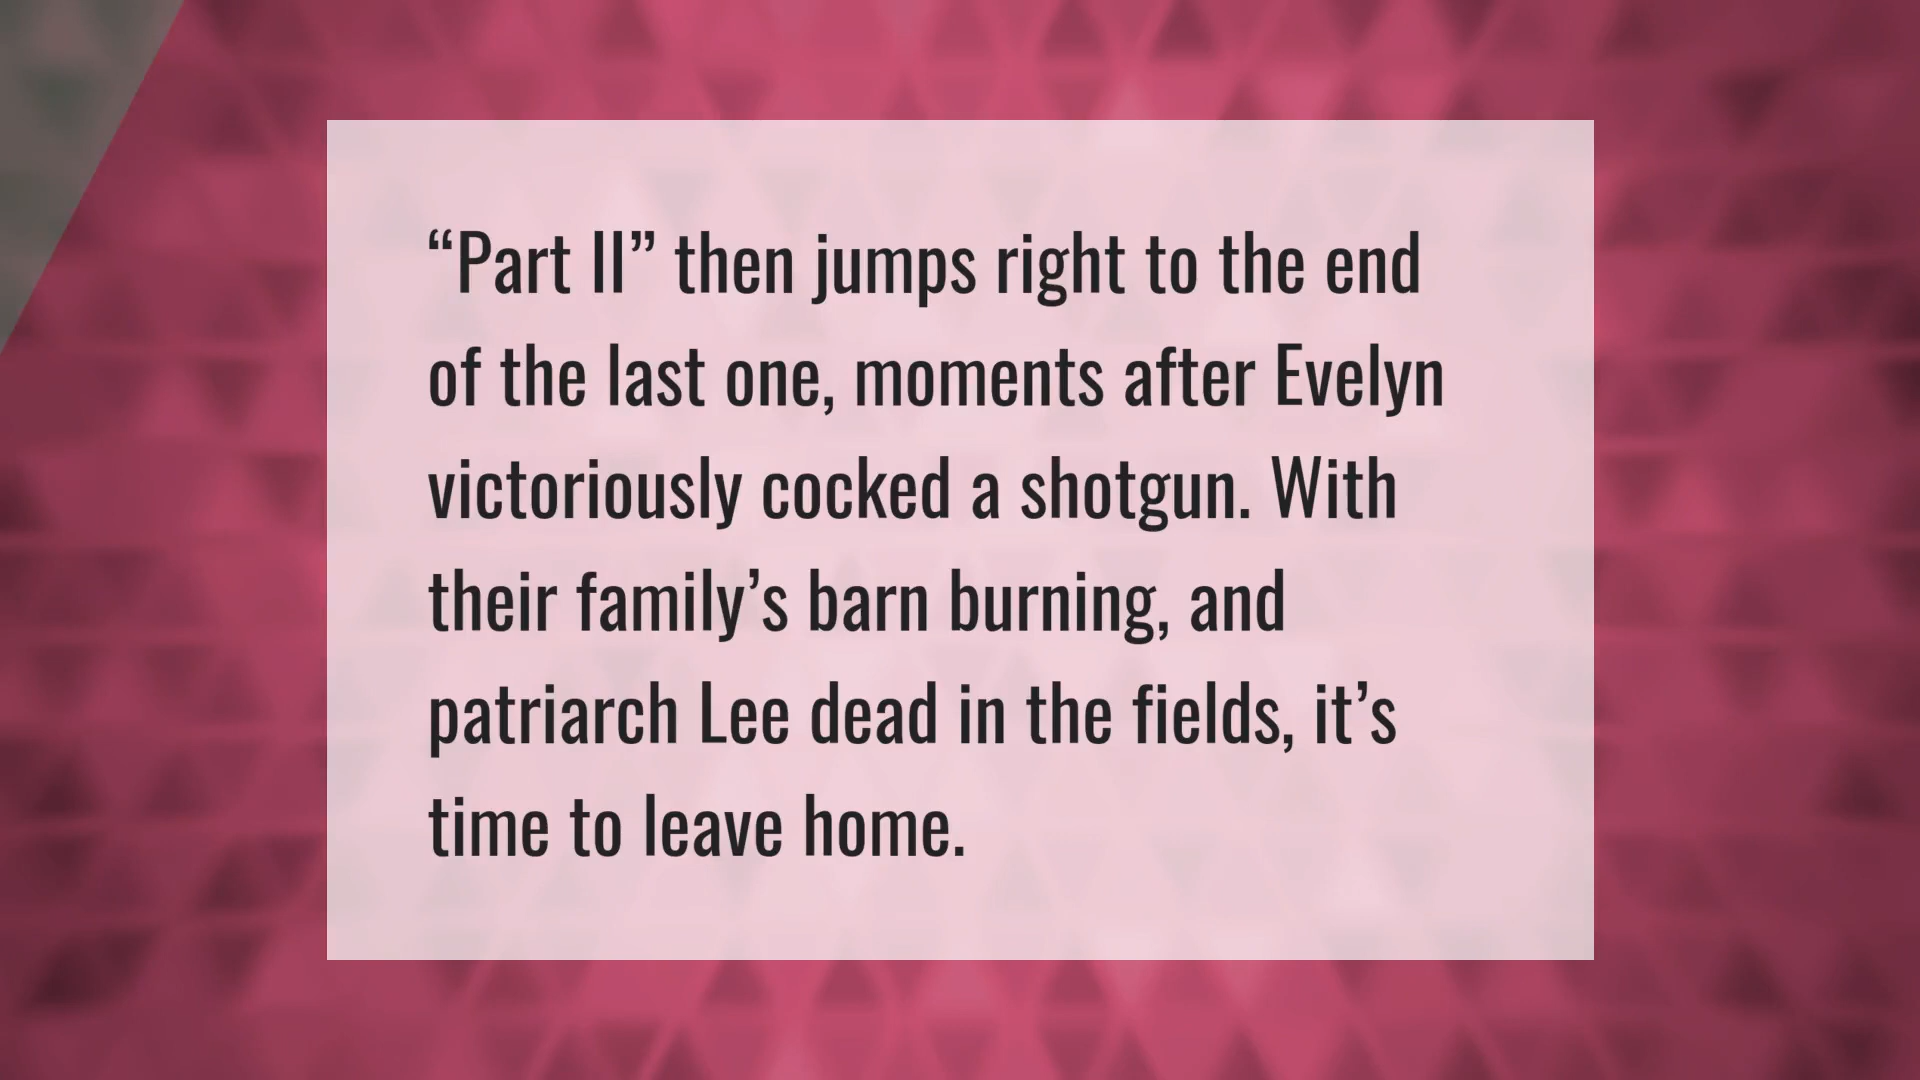 “Part II” then jumps right to the end
of the last one, moments after Evelyn
victoriously cocked a shotgun. With
their family’s barn burning, and
patriarch Lee dead in the fields, it’s
time to leave home.